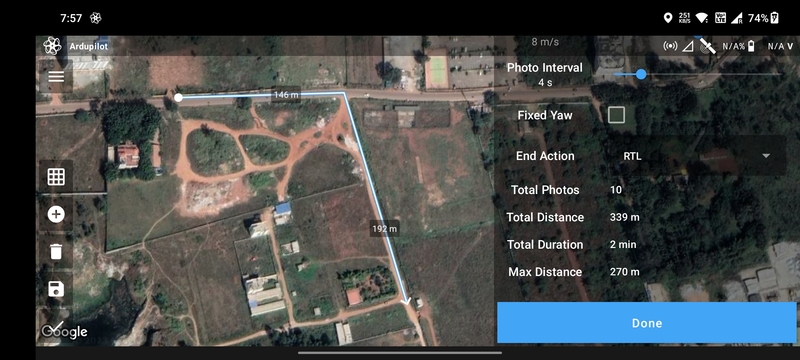 7:57
251 KB/S
VoLTE
74%
Ardupilot
N/A%
N/A V
8 m/s
Photo Interval
4 s
146 m
Fixed Yaw
End Action RTL
Total Photos 10
Total Distance 339 m
192 m
Total Duration 2 min
Max Distance 270 m
Google
Done